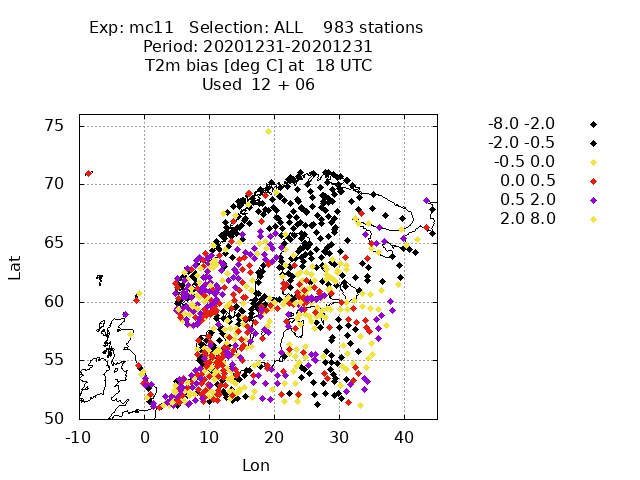 Exp: mc11 Selection: ALL 983 stations
Period: 20201231-20201231
T2m bias [deg C] at 18 UTC
Used 12 + 06
75
70
65
60
55
50
-10 0 10 20 30 40
Lat
Lon
-8.0 -2.0
-2.0 -0.5
-0.5 0.0
0.0 0.5
0.5 2.0
2.0 8.0